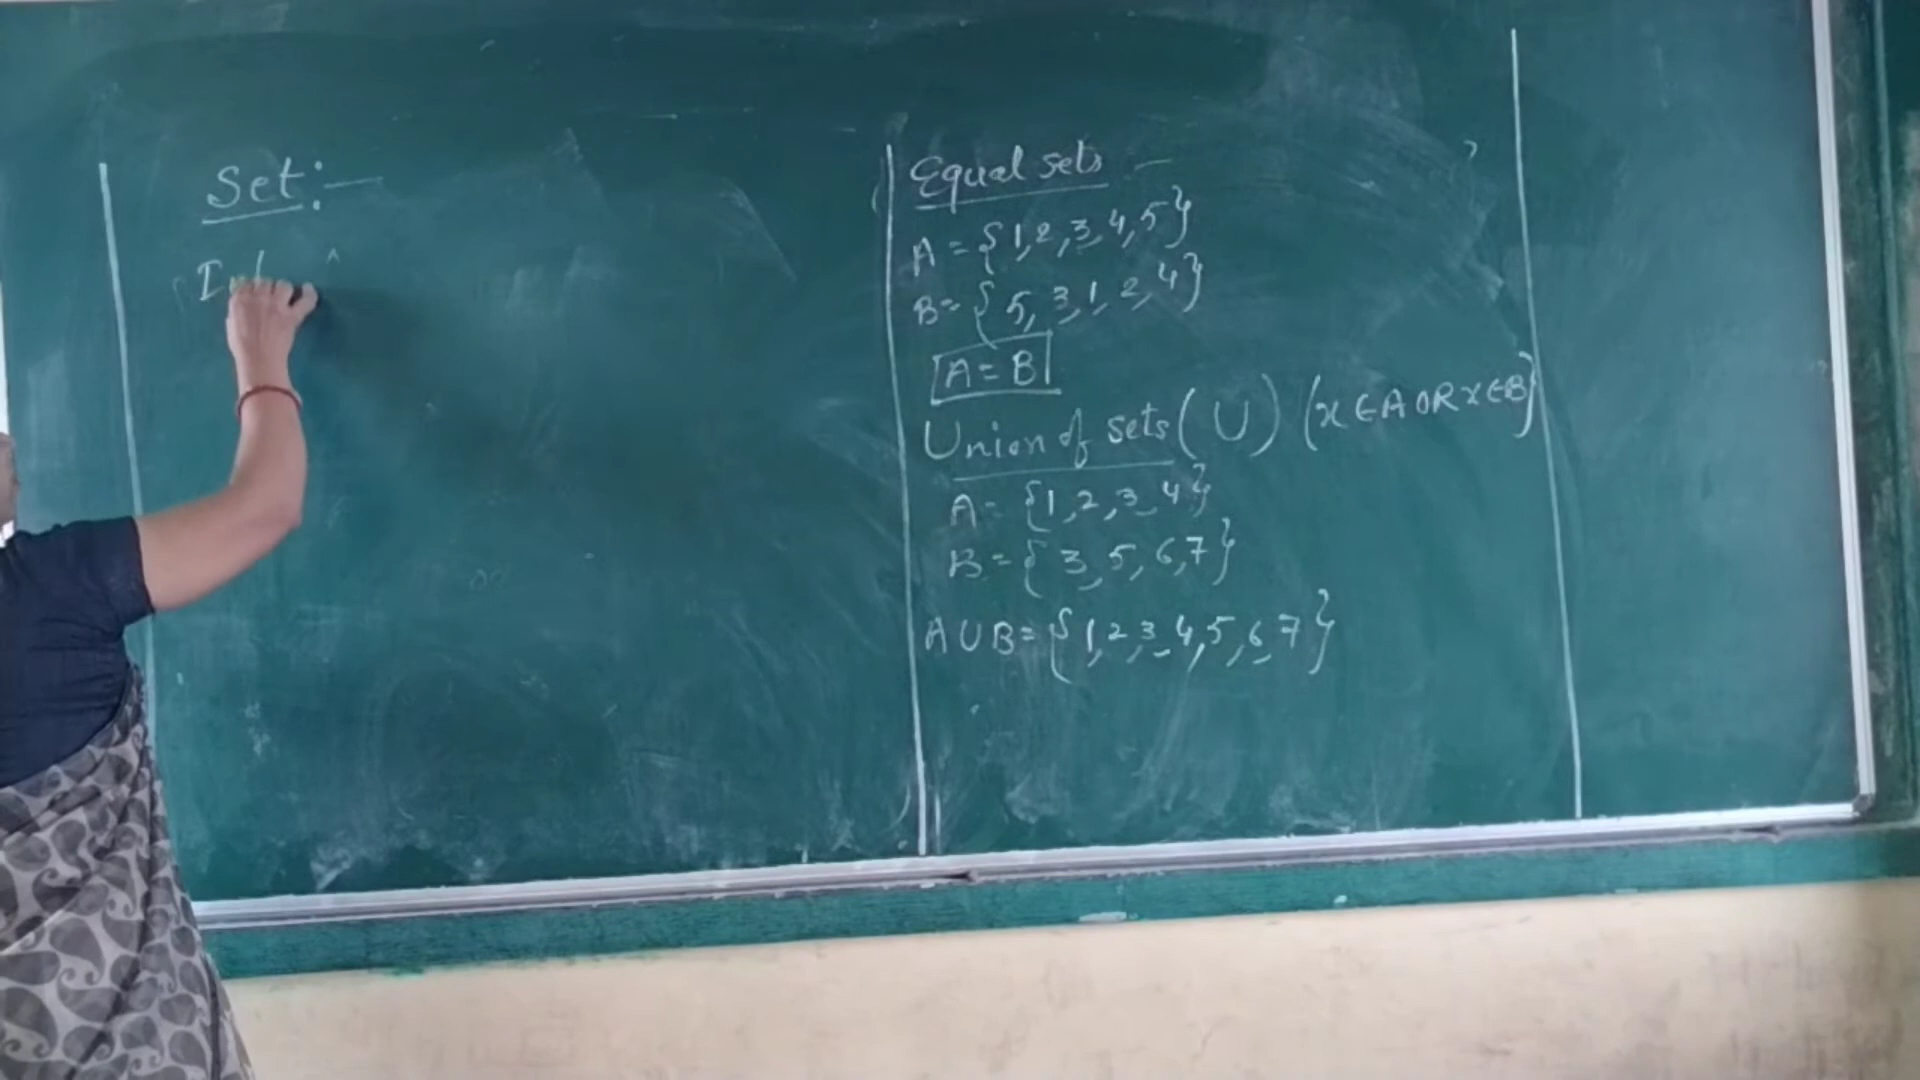 Set:-
Equal sets -
A = {1,2,3,4,5}
B = {5,3,1,2,4}
A = B
Union of sets (U) (x∈A OR x∈B}
A = {1,2,3,4}
B = {3,5,6,7}
A∪B = {1,2,3,4,5,6,7}